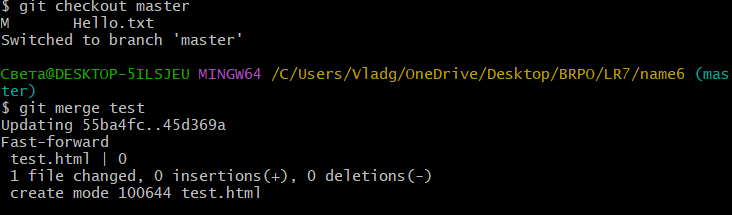 $ git checkout master
M       Hello.txt
Switched to branch 'master'
Света@DESKTOP-5ILSJEU MINGW64 /C/Users/Vladg/OneDrive/Desktop/BRPO/LR7/name6 (mas
ter)
$ git merge test
Updating 55ba4fc..45d369a
Fast-forward
 test.html | 0
 1 file changed, 0 insertions(+), 0 deletions(-)
 create mode 100644 test.html